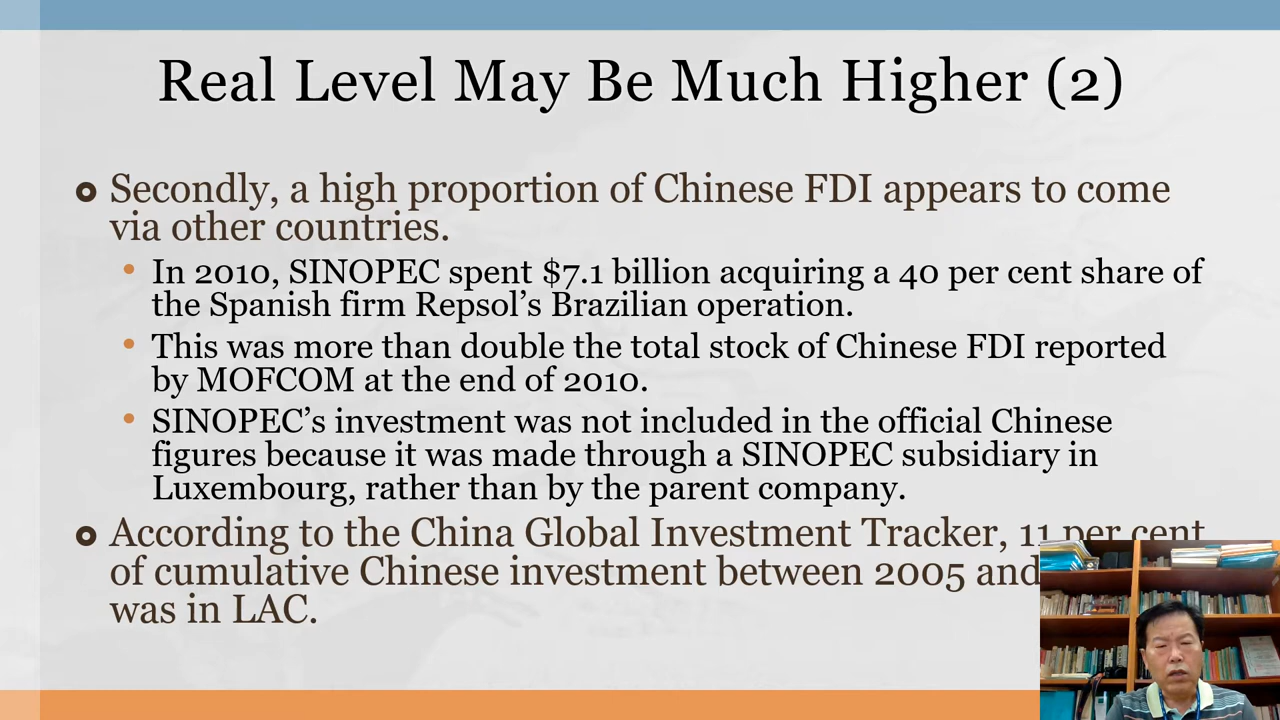 Real Level May Be Much Higher (2)
Secondly, a high proportion of Chinese FDI appears to come
via other countries.
In 2010, SINOPEC spent $7.1 billion acquiring a 40 per cent share of
the Spanish firm Repsol’s Brazilian operation.
This was more than double the total stock of Chinese FDI reported
by MOFCOM at the end of 2010.
SINOPEC’s investment was not included in the official Chinese
figures because it was made through a SINOPEC subsidiary in
Luxembourg, rather than by the parent company.
According to the China Global Investment Tracker, 11 per cent
of cumulative Chinese investment between 2005 and
was in LAC.